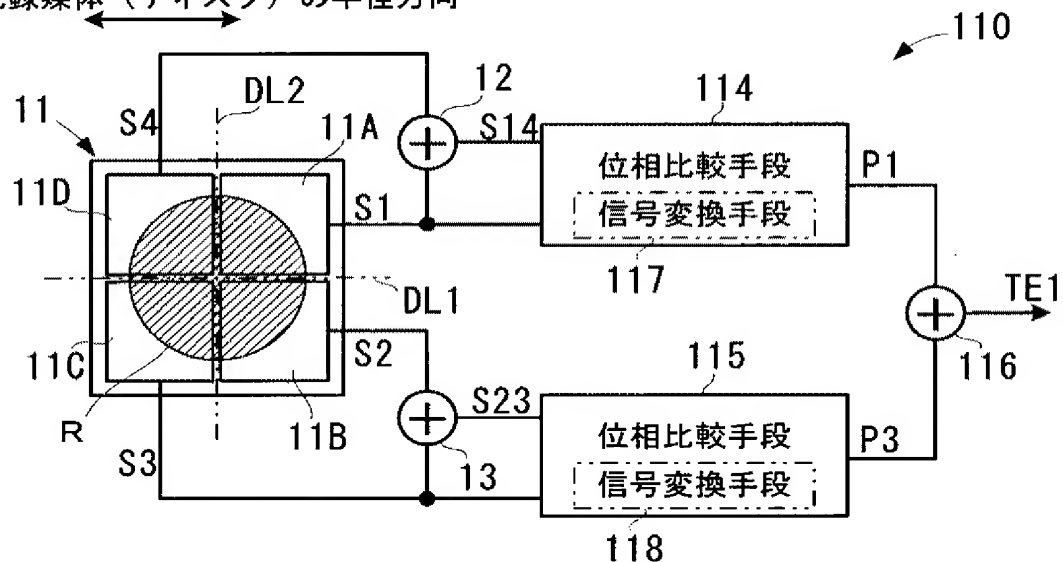 (ディスク)の半径方向
110
11
S4
DL2
11A
12
S14
114
11D
位相比較手段
P1
S1
信号変換手段
117
DL1
TE1
S2
116
11C
115
S23
R
11B
位相比較手段
P3
S3
13
信号変換手段
118